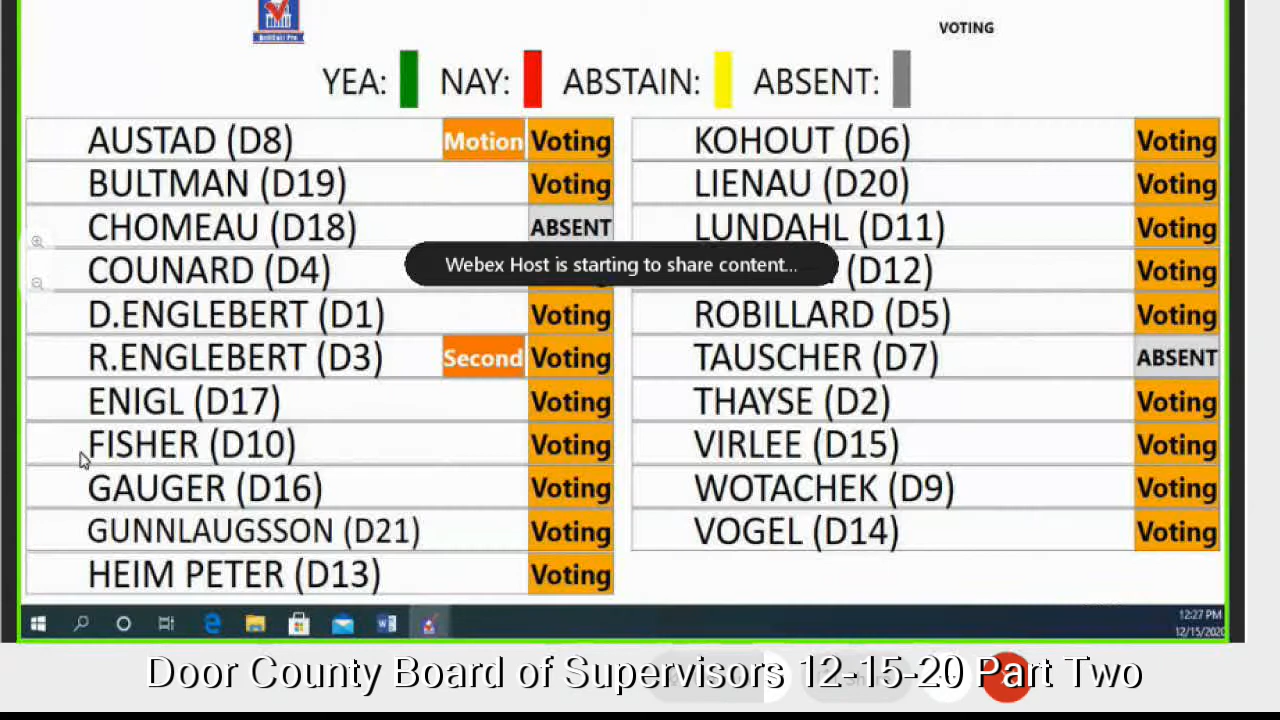 VOTING
YEA: NAY: ABSTAIN: ABSENT:
AUSTAD (D8) Motion Voting
BULTMAN (D19) Voting
CHOMEAU (D18) ABSENT
COUNARD (D4)
D.ENGLEBERT (D1) Voting
R.ENGLEBERT (D3) Second Voting
ENIGL (D17) Voting
FISHER (D10) Voting
GAUGER (D16) Voting
GUNNLAUGSSON (D21) Voting
HEIM PETER (D13) Voting
KOHOUT (D6) Voting
LIENAU (D20) Voting
LUNDAHL (D11) Voting
(D12) Voting
ROBILLARD (D5) Voting
TAUSCHER (D7) ABSENT
THAYSE (D2) Voting
VIRLEE (D15) Voting
WOTACHEK (D9) Voting
VOGEL (D14) Voting
Webex Host is starting to share content...
12:27 PM
12/15/2020
Door County Board of Supervisors 12-15-20 Part Two